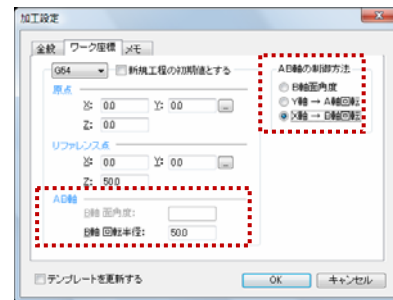 加工設定
全般 ワーク座標 メモ
G54 新規工程の初期値とする
原点
X: 0.0 Y: 0.0 ...
Z: 0.0
リファレンス点
X: 0.0 Y: 0.0 ...
Z: 50.0
AB軸
B軸 面角度:
B軸 回転半径: 50.0
AB軸の制御方法
B軸面角度
Y軸 → A軸回転
X軸 → B軸回転
テンプレートを更新する
OK キャンセル